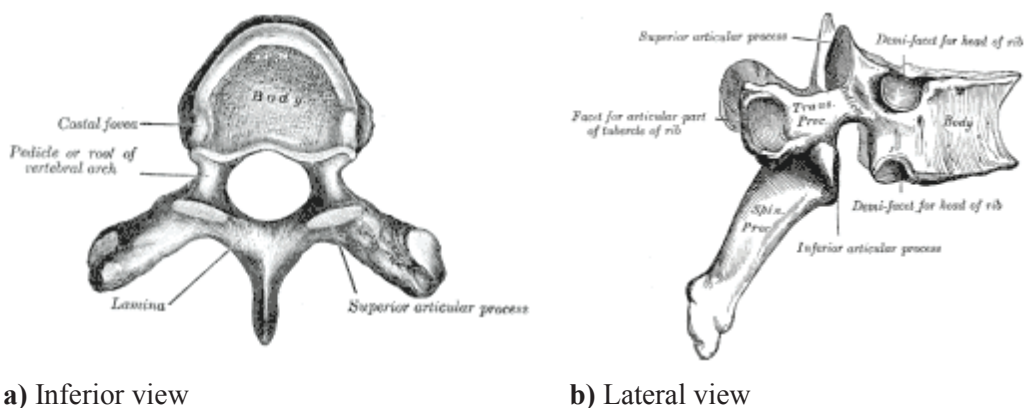 Body
Costal fovea
Pedicle or root of
vertebral arch
Lamina
Superior articular process
a) Inferior view
Superior articular process
Demi-facet for head of rib
Facet for articular part
of tubercle of rib
Trans.
Proc.
Body
Demi-facet for head of rib
Spin.
Proc.
Inferior articular process
b) Lateral view